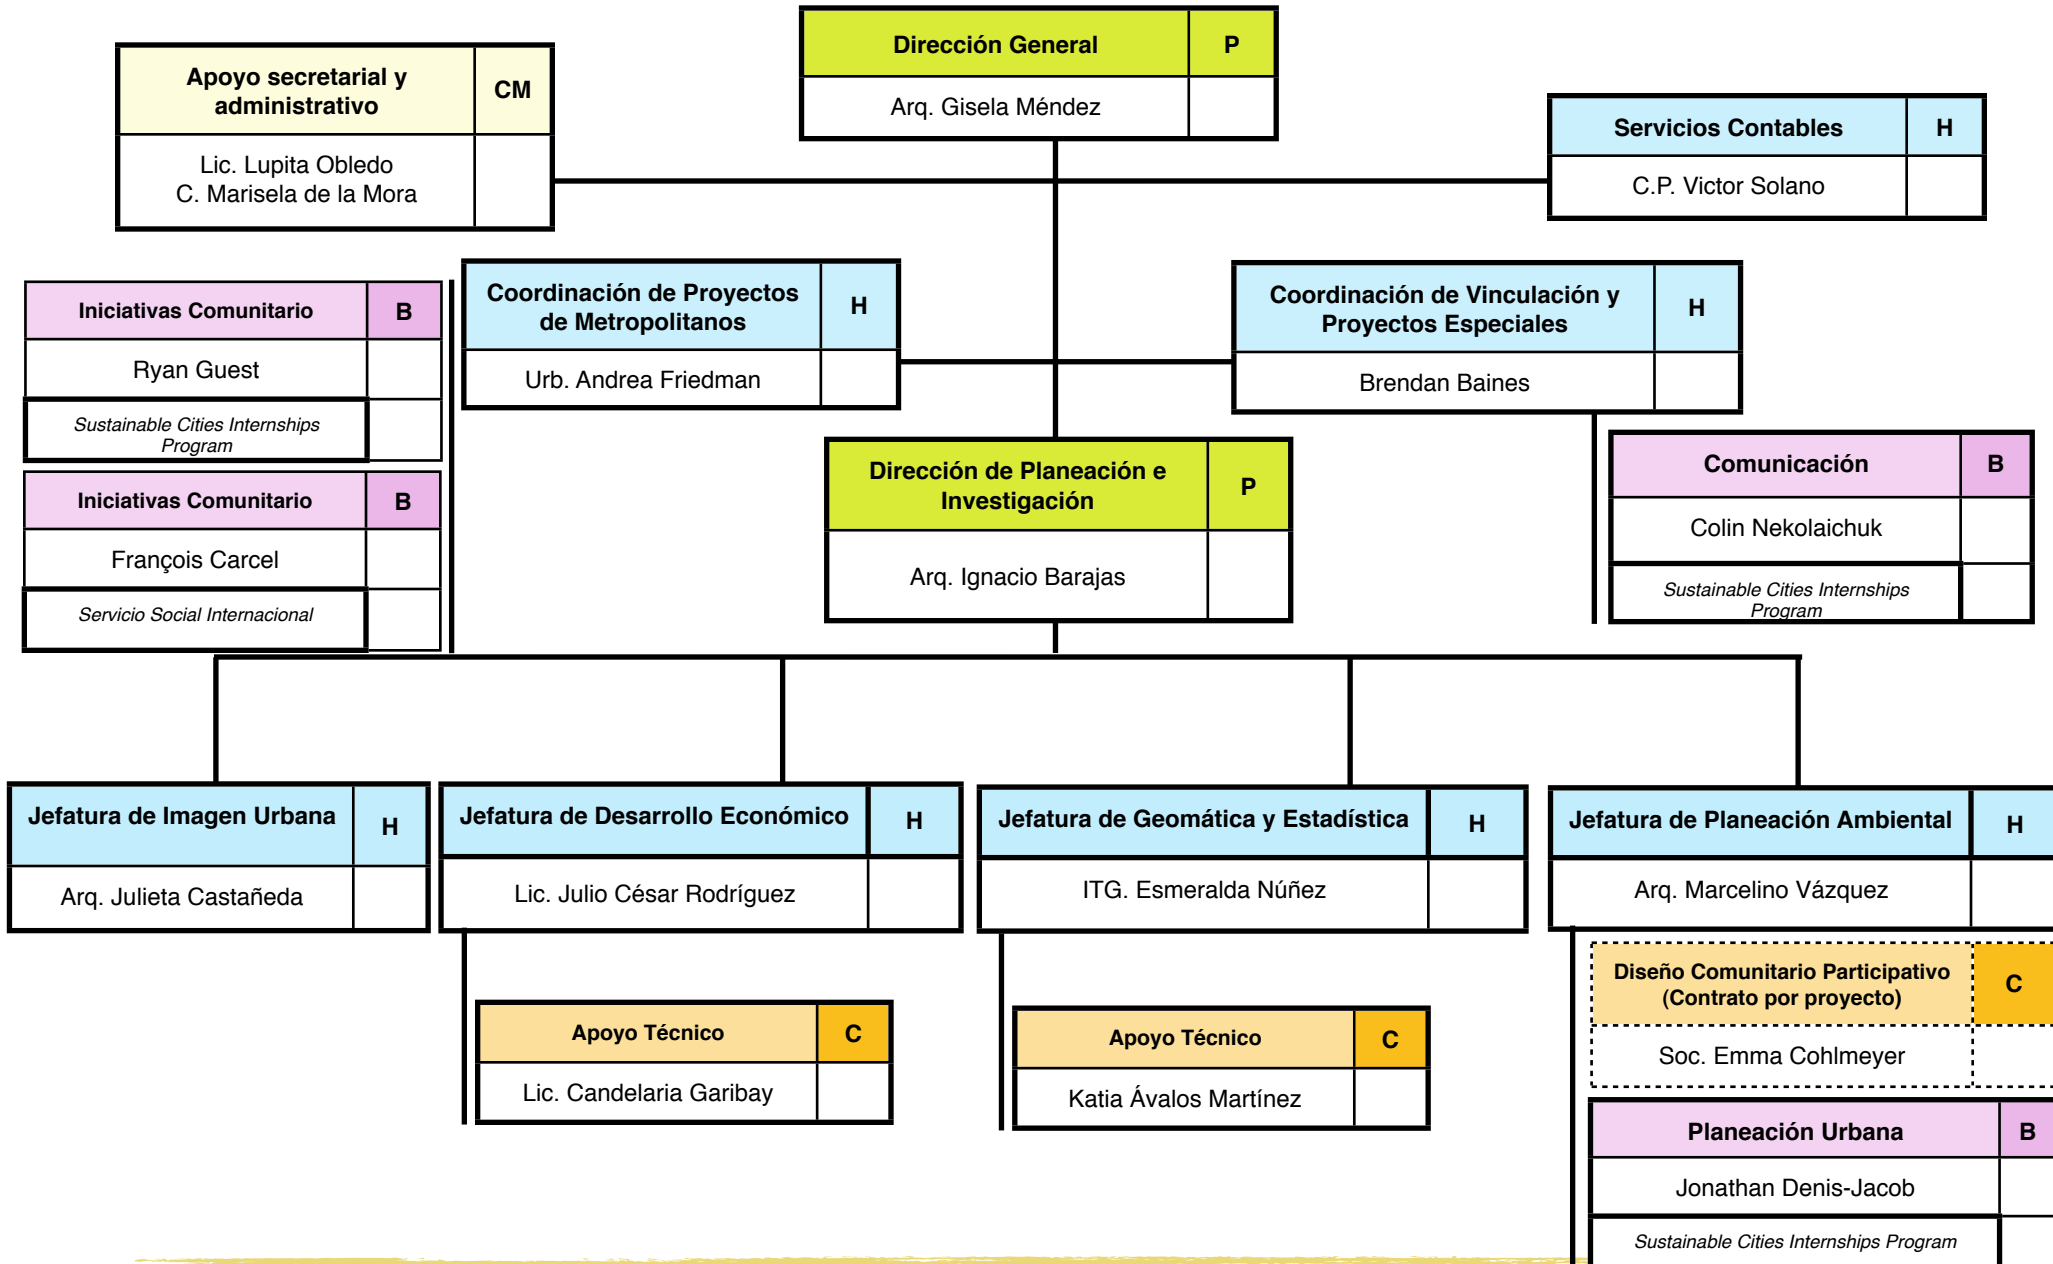 Dirección General
P
Arq. Gisela Méndez
Apoyo secretarial y
administrativo
CM
Lic. Lupita Obledo
C. Marisela de la Mora
Servicios Contables
H
C.P. Victor Solano
Iniciativas Comunitario
B
Ryan Guest
Sustainable Cities Internships
Program
Iniciativas Comunitario
B
François Carcel
Servicio Social Internacional
Coordinación de Proyectos
de Metropolitanos
H
Urb. Andrea Friedman
Coordinación de Vinculación y
Proyectos Especiales
H
Brendan Baines
Dirección de Planeación e
Investigación
P
Arq. Ignacio Barajas
Comunicación
B
Colin Nekolaichuk
Sustainable Cities Internships
Program
Jefatura de Imagen Urbana
H
Arq. Julieta Castañeda
Jefatura de Desarrollo Económico
H
Lic. Julio César Rodríguez
Apoyo Técnico
C
Lic. Candelaria Garibay
Jefatura de Geomática y Estadística
H
ITG. Esmeralda Núñez
Apoyo Técnico
C
Katia Ávalos Martínez
Jefatura de Planeación Ambiental
H
Arq. Marcelino Vázquez
Diseño Comunitario Participativo
(Contrato por proyecto)
C
Soc. Emma Cohlmeyer
Planeación Urbana
B
Jonathan Denis-Jacob
Sustainable Cities Internships Program